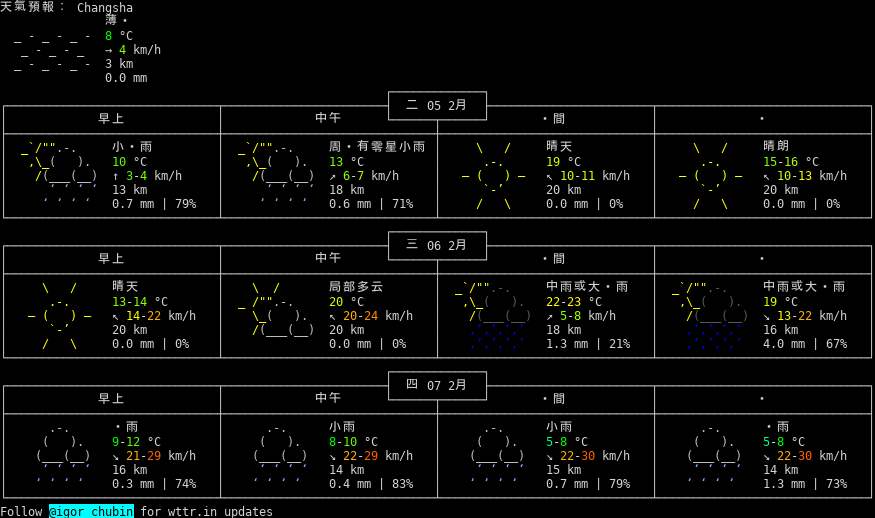 天氣預報: Changsha
薄・
8 °C
→ 4 km/h
3 km
0.0 mm
二 05 2月
早上 中午 ・間 ・
小・雨 周・有零星小雨 晴天 晴朗
10 °C 13 °C 19 °C 15-16 °C
↑ 3-4 km/h ↗ 6-7 km/h ↖ 10-11 km/h ↖ 10-13 km/h
13 km 18 km 20 km 20 km
0.7 mm | 79% 0.6 mm | 71% 0.0 mm | 0% 0.0 mm | 0%
三 06 2月
早上 中午 ・間 ・
晴天 局部多云 中雨或大・雨 中雨或大・雨
13-14 °C 20 °C 22-23 °C 19 °C
↖ 14-22 km/h ↖ 20-24 km/h ↗ 5-8 km/h ↘ 13-22 km/h
20 km 20 km 18 km 16 km
0.0 mm | 0% 0.0 mm | 0% 1.3 mm | 21% 4.0 mm | 67%
四 07 2月
早上 中午 ・間 ・
・雨 小雨 小雨 ・雨
9-12 °C 8-10 °C 5-8 °C 5-8 °C
↘ 21-29 km/h ↘ 22-29 km/h ↘ 22-30 km/h ↘ 22-30 km/h
16 km 14 km 15 km 14 km
0.3 mm | 74% 0.4 mm | 83% 0.7 mm | 79% 1.3 mm | 73%
Follow @igor_chubin for wttr.in updates